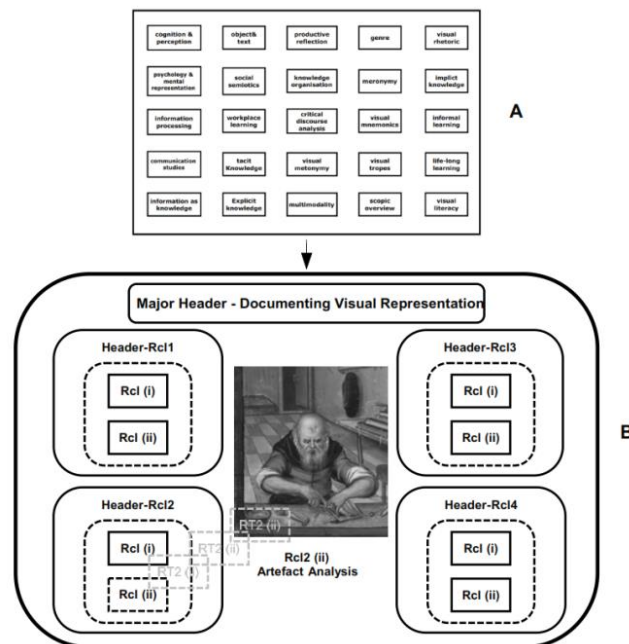 cognition &
perception
object&
text
productive
reflection
genre
visual
rhetoric
psychology &
mental
representation
social
semiotics
knowledge
organisation
meronymy
implict
knowledge
information
processing
workplace
learning
critical
discourse
analysis
visual
mnemonics
informal
learning
communication
studies
tacit
Knowledge
visual
metonymy
visual
tropes
life-long
learning
information as
knowledge
Explicit
knowledge
multimodality
scopic
overview
visual
literacy
A
Major Header - Documenting Visual Representation
Header-Rcl1
Rcl (i)
Rcl (ii)
Header-Rcl3
Rcl (i)
Rcl (ii)
B
Header-Rcl2
Rcl (i)
Rcl (ii)
RT2 (ii)
RT2 (ii)
RT2 (ii)
Rcl2 (ii)
Artefact Analysis
Header-Rcl4
Rcl (i)
Rcl (ii)